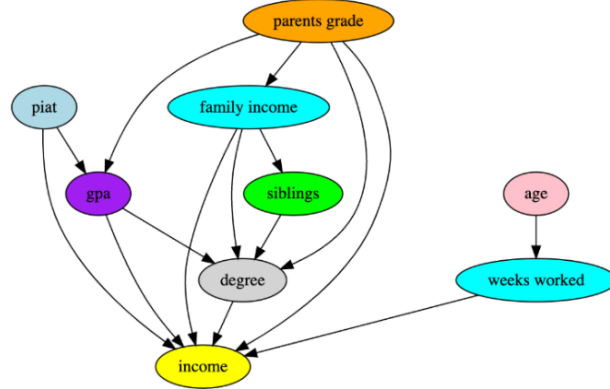 parents grade
piat
family income
gpa
siblings
age
degree
weeks worked
income